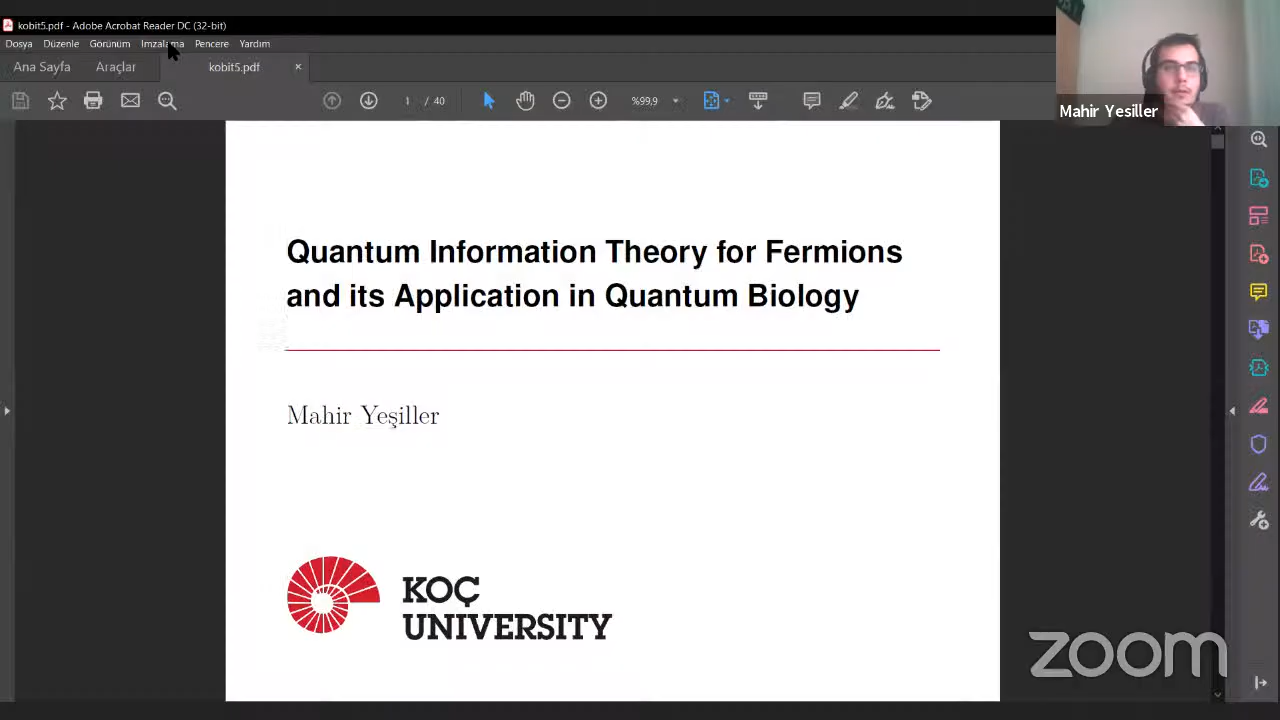 kobit5.pdf - Adobe Acrobat Reader DC (32-bit)
Dosya Düzenle Görünüm İmzalama Pencere Yardım
Ana Sayfa Araçlar kobit5.pdf ×
1 / 40 %99,9
Mahir Yesiller
Quantum Information Theory for Fermions
and its Application in Quantum Biology
Mahir Yeşiller
KOÇ
UNIVERSITY
zoom